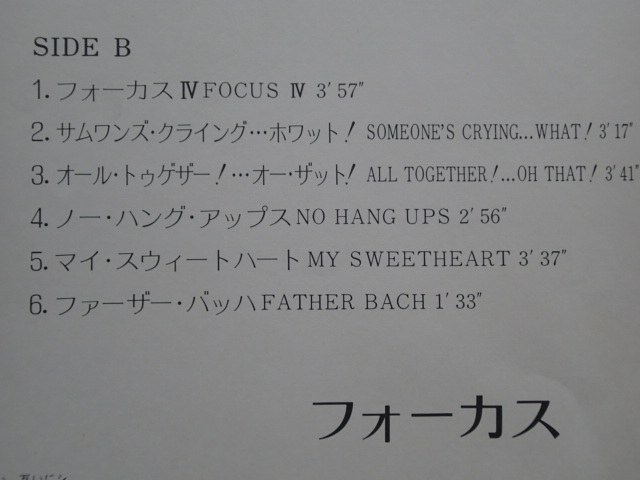 SIDE B
1. フォーカス Ⅳ FOCUS Ⅳ 3'57"
2. サムワンズ・クライング…ホワット! SOMEONE'S CRYING...WHAT! 3'17"
3. オール・トゥゲザー!…オー・ザット! ALL TOGETHER!...OH THAT! 3'41"
4. ノー・ハング・アップス NO HANG UPS 2'56"
5. マイ・スウィートハート MY SWEETHEART 3'37"
6. ファーザー・バッハ FATHER BACH 1'33"
フォーカス